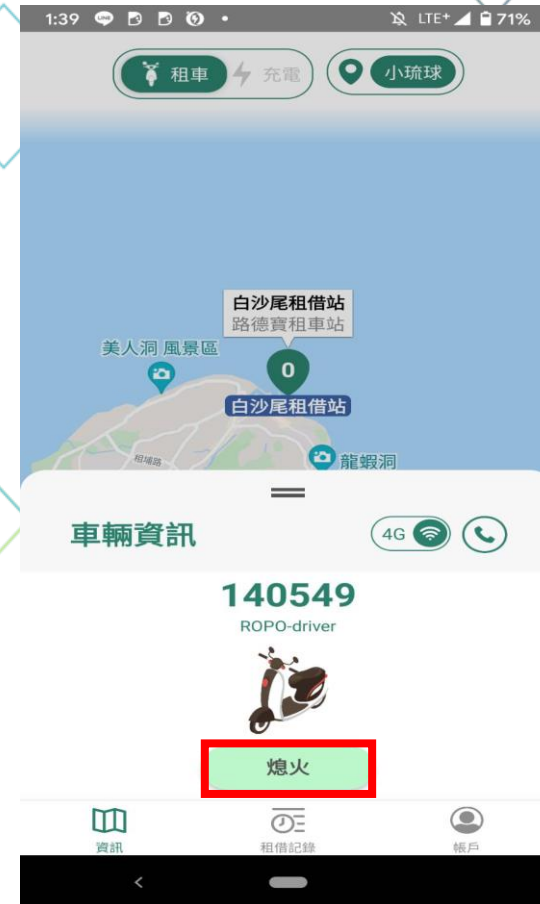 1:39
LTE+
71%
租車
充電
小琉球
白沙尾租借站
路德寶租車站
美人洞 風景區
0
白沙尾租借站
相埔路
龍蝦洞
車輛資訊
4G
140549
ROPO-driver
熄火
資訊
租借記錄
帳戶